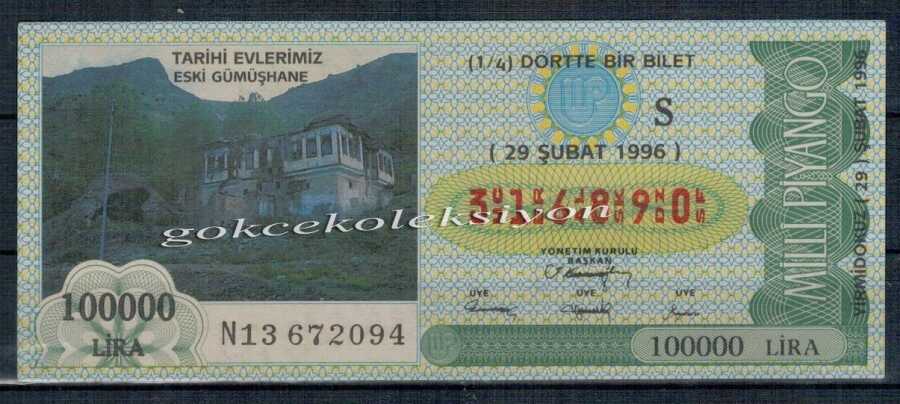 TARİHİ EVLERİMİZ
ESKİ GÜMÜŞHANE
(1/4) DÖRTTE BİR BİLET
S
( 29 ŞUBAT 1996 )
314890
gokcekoleksiyon
YÖNETİM KURULU
BAŞKAN
ÜYE ÜYE ÜYE
100000
LİRA
N13 672094
100000 LİRA
MİLLİ PİYANGO
YİRMİDOKUZ ( 29 ) ŞUBAT 1996